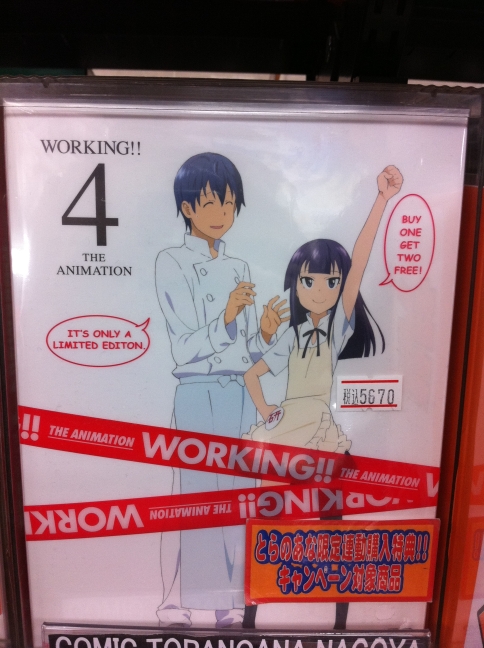 WORKING!!
4
THE
ANIMATION
BUY
ONE
GET
TWO
FREE!
IT'S ONLY A
LIMITED EDITON.
税込5670
!! THE ANIMATION WORKING!! THE ANIMATION W
WORKI THE ANIMATION WORKING!!
とらのあな限定連動購入特典!!
キャンペーン対象商品
COMIC TORANOANA NAGOYA